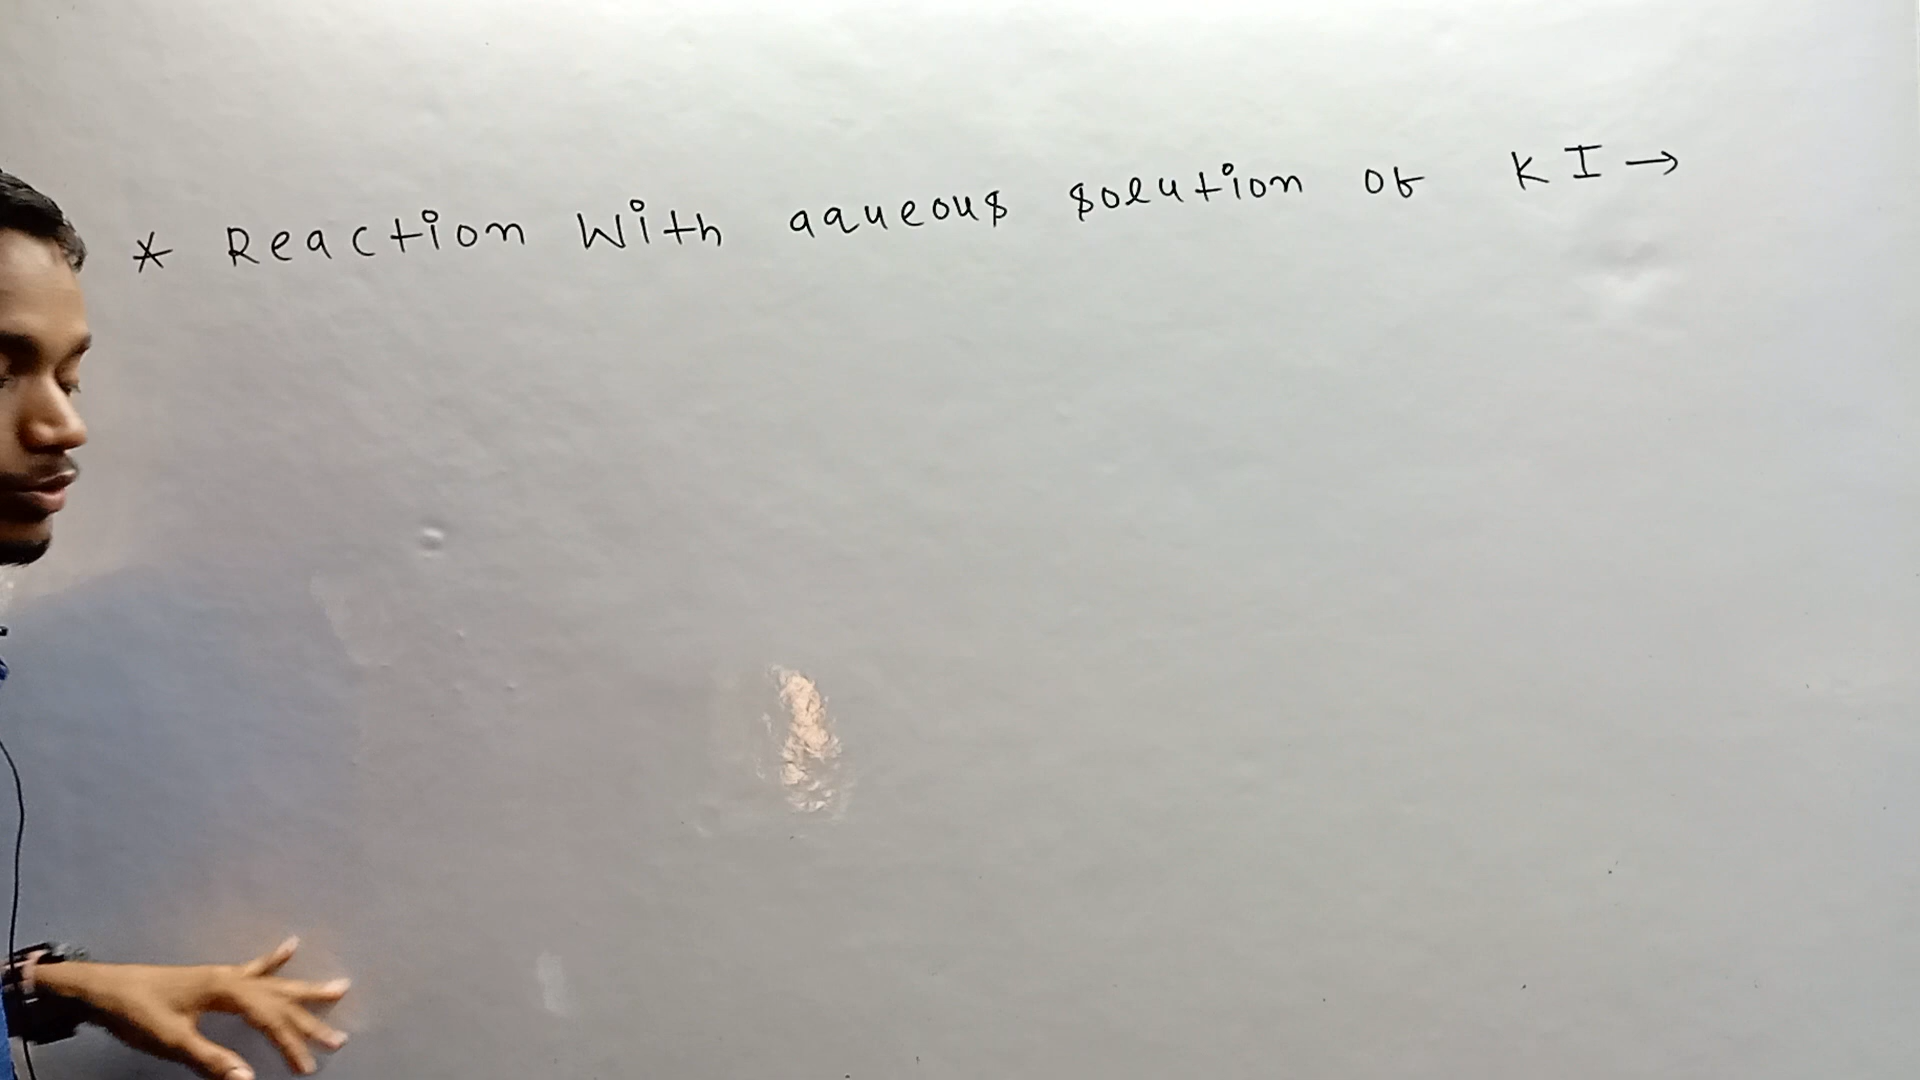 * Reaction With aqueous solution of KI →